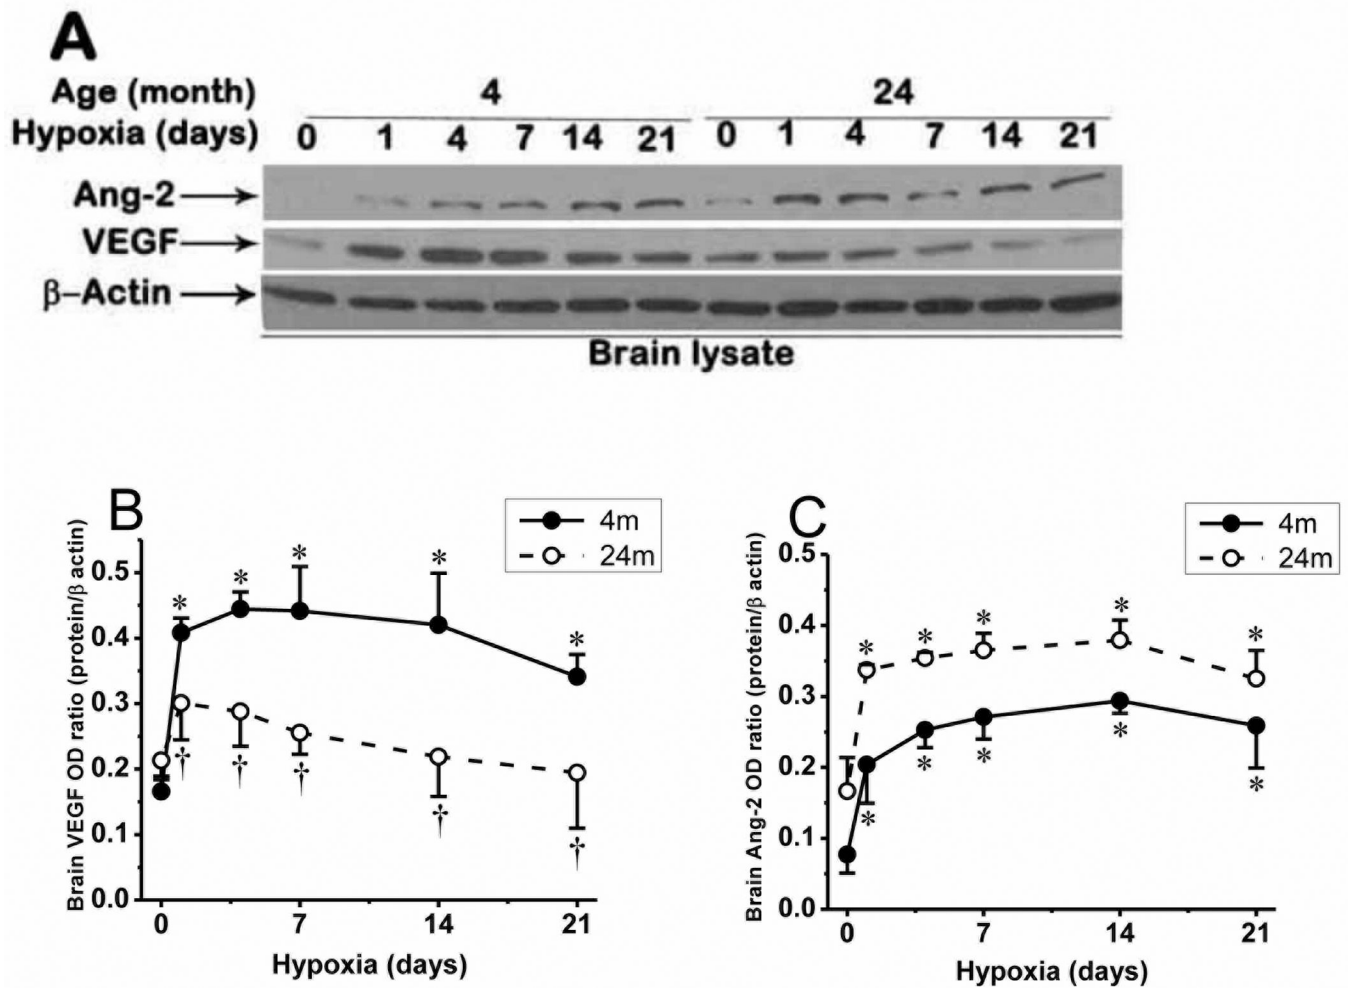 A
Age (month) 4 24
Hypoxia (days) 0 1 4 7 14 21 0 1 4 7 14 21
Ang-2
VEGF
β–Actin
Brain lysate
B
4m
24m
Brain VEGF OD ratio (protein/β actin)
0.5
0.4
0.3
0.2
0.1
0.0
* * * * *
† † † † †
0 7 14 21
Hypoxia (days)
C
4m
24m
Brain Ang-2 OD ratio (protein/β actin)
0.5
0.4
0.3
0.2
0.1
0.0
* * * * *
* * * * *
0 7 14 21
Hypoxia (days)